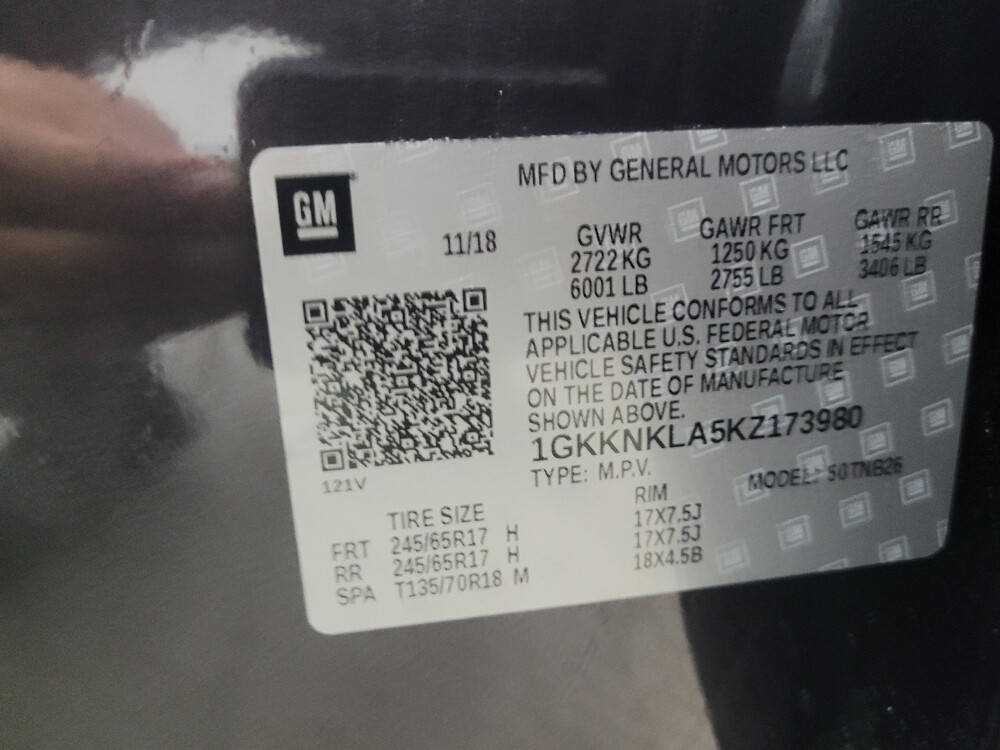 GM
MFD BY GENERAL MOTORS LLC
11/18
GVWR GAWR FRT GAWR RR
2722 KG 1250 KG 1545 KG
6001 LB 2755 LB 3406 LB
THIS VEHICLE CONFORMS TO ALL
APPLICABLE U.S. FEDERAL MOTOR
VEHICLE SAFETY STANDARDS IN EFFECT
ON THE DATE OF MANUFACTURE
SHOWN ABOVE.
1GKKNKLA5KZ173980
TYPE: M.P.V. MODEL: 50TNB26
121V
TIRE SIZE RIM
FRT 245/65R17 H 17X7.5J
RR 245/65R17 H 17X7.5J
SPA T135/70R18 M 18X4.5B